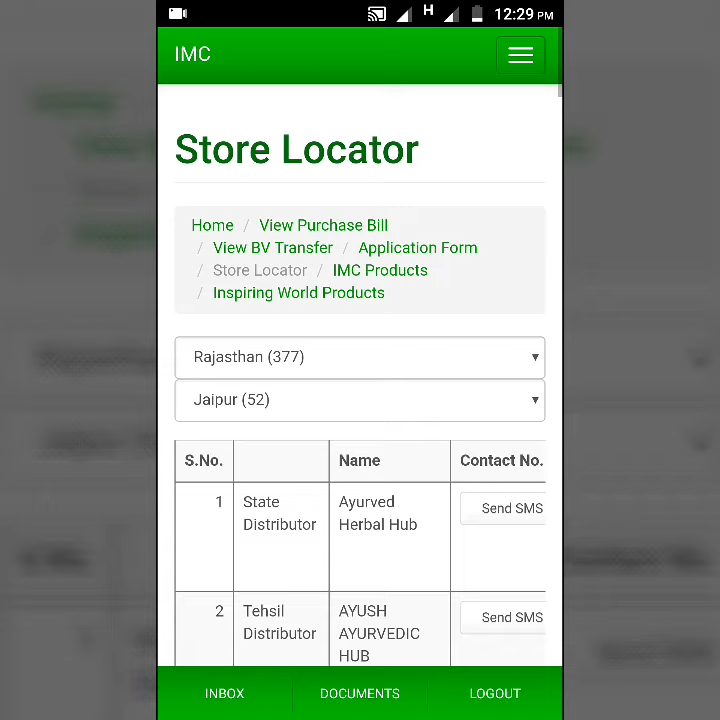 H 12:29 PM
IMC
Store Locator
Home / View Purchase Bill
/ View BV Transfer / Application Form
/ Store Locator / IMC Products
/ Inspiring World Products
Rajasthan (377)
Jaipur (52)
S.No. Name Contact No.
1 State Ayurved Send SMS
Distributor Herbal Hub
2 Tehsil AYUSH Send SMS
Distributor AYURVEDIC
HUB
INBOX DOCUMENTS LOGOUT